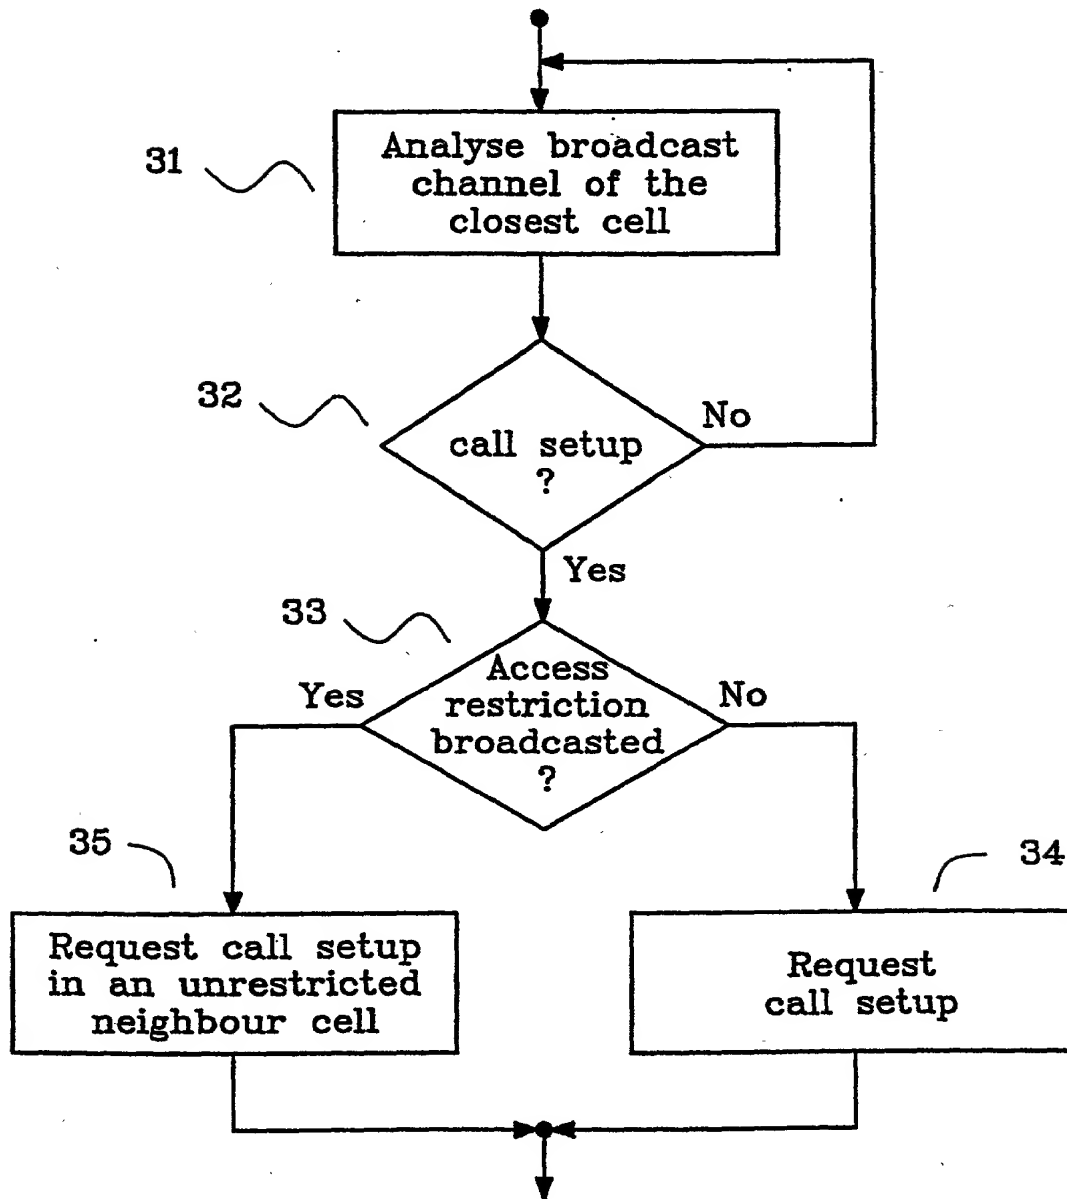 31
Analyse broadcast
channel of the
closest cell
32
call setup
?
No
Yes
33
Access
restriction
broadcasted
?
Yes
No
35
34
Request call setup
in an unrestricted
neighbour cell
Request
call setup